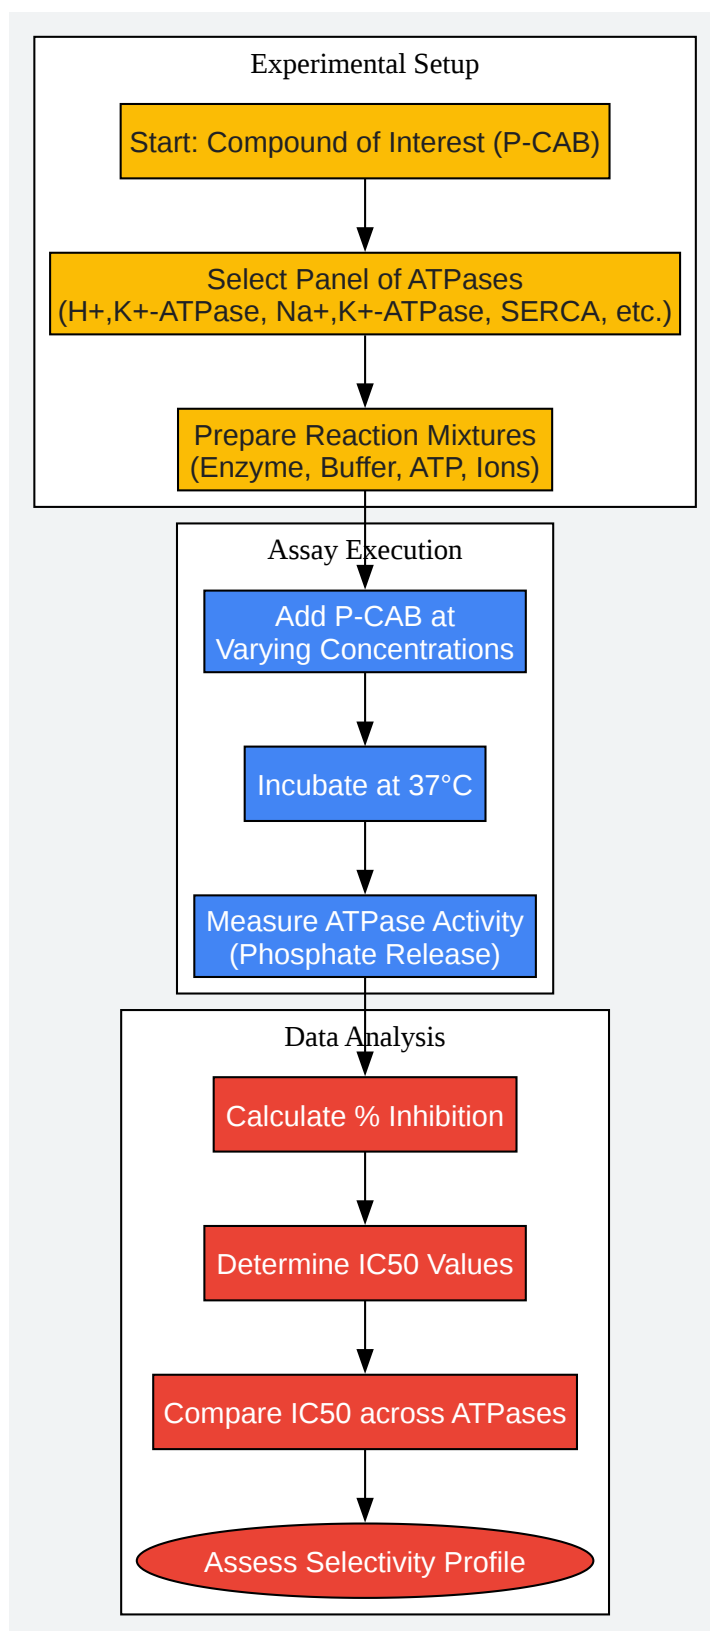 Experimental Setup
Start: Compound of Interest (P-CAB)
Select Panel of ATPases
(H+,K+-ATPase, Na+,K+-ATPase, SERCA, etc.)
Prepare Reaction Mixtures
(Enzyme, Buffer, ATP, Ions)
Assay Execution
Add P-CAB at
Varying Concentrations
Incubate at 37°C
Measure ATPase Activity
(Phosphate Release)
Data Analysis
Calculate % Inhibition
Determine IC50 Values
Compare IC50 across ATPases
Assess Selectivity Profile